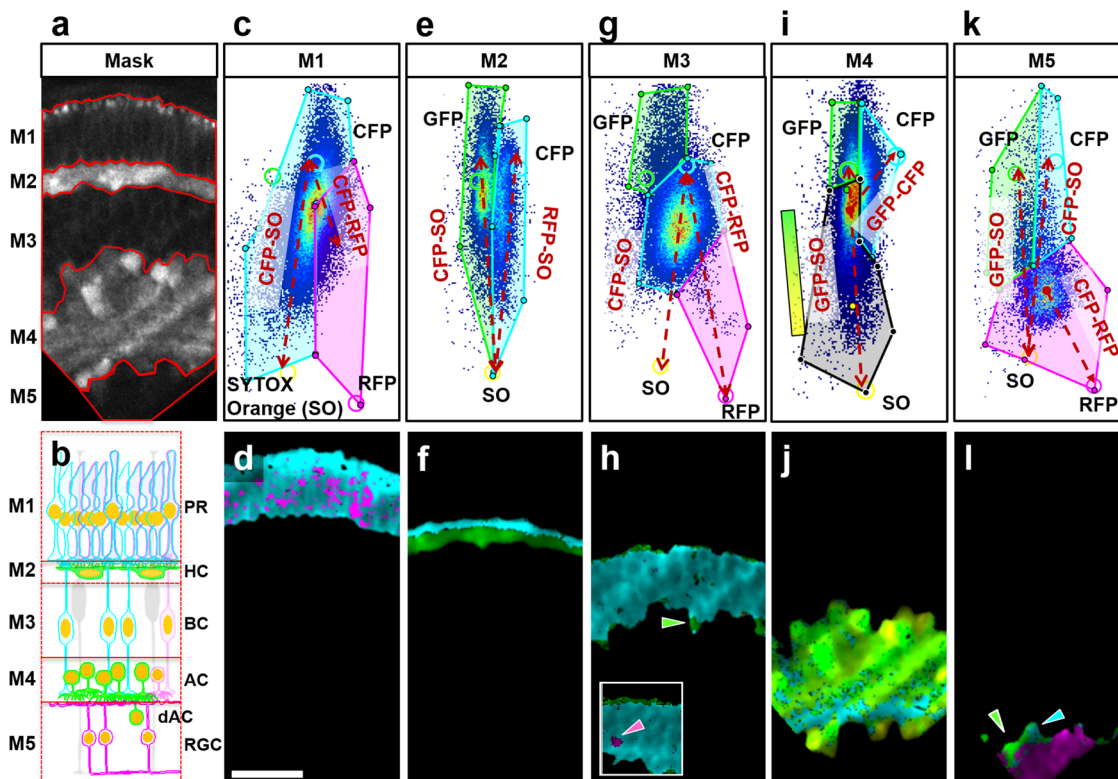 a
Mask
M1
M2
M3
M4
M5
c
M1
CFP
CFP-SO
CFP-RFP
SYTOX
Orange (SO)
RFP
e
M2
GFP
CFP
CFP-SO
RFP-SO
SO
g
M3
GFP
CFP
CFP-SO
CFP-RFP
SO
RFP
i
M4
GFP
CFP
GFP-CFP
GFP-SO
SO
k
M5
GFP
CFP
GFP-SO
CFP-SO
CFP-RFP
SO
RFP
b
M1
PR
M2
HC
M3
BC
M4
AC
dAC
M5
RGC
d
f
h
j
l